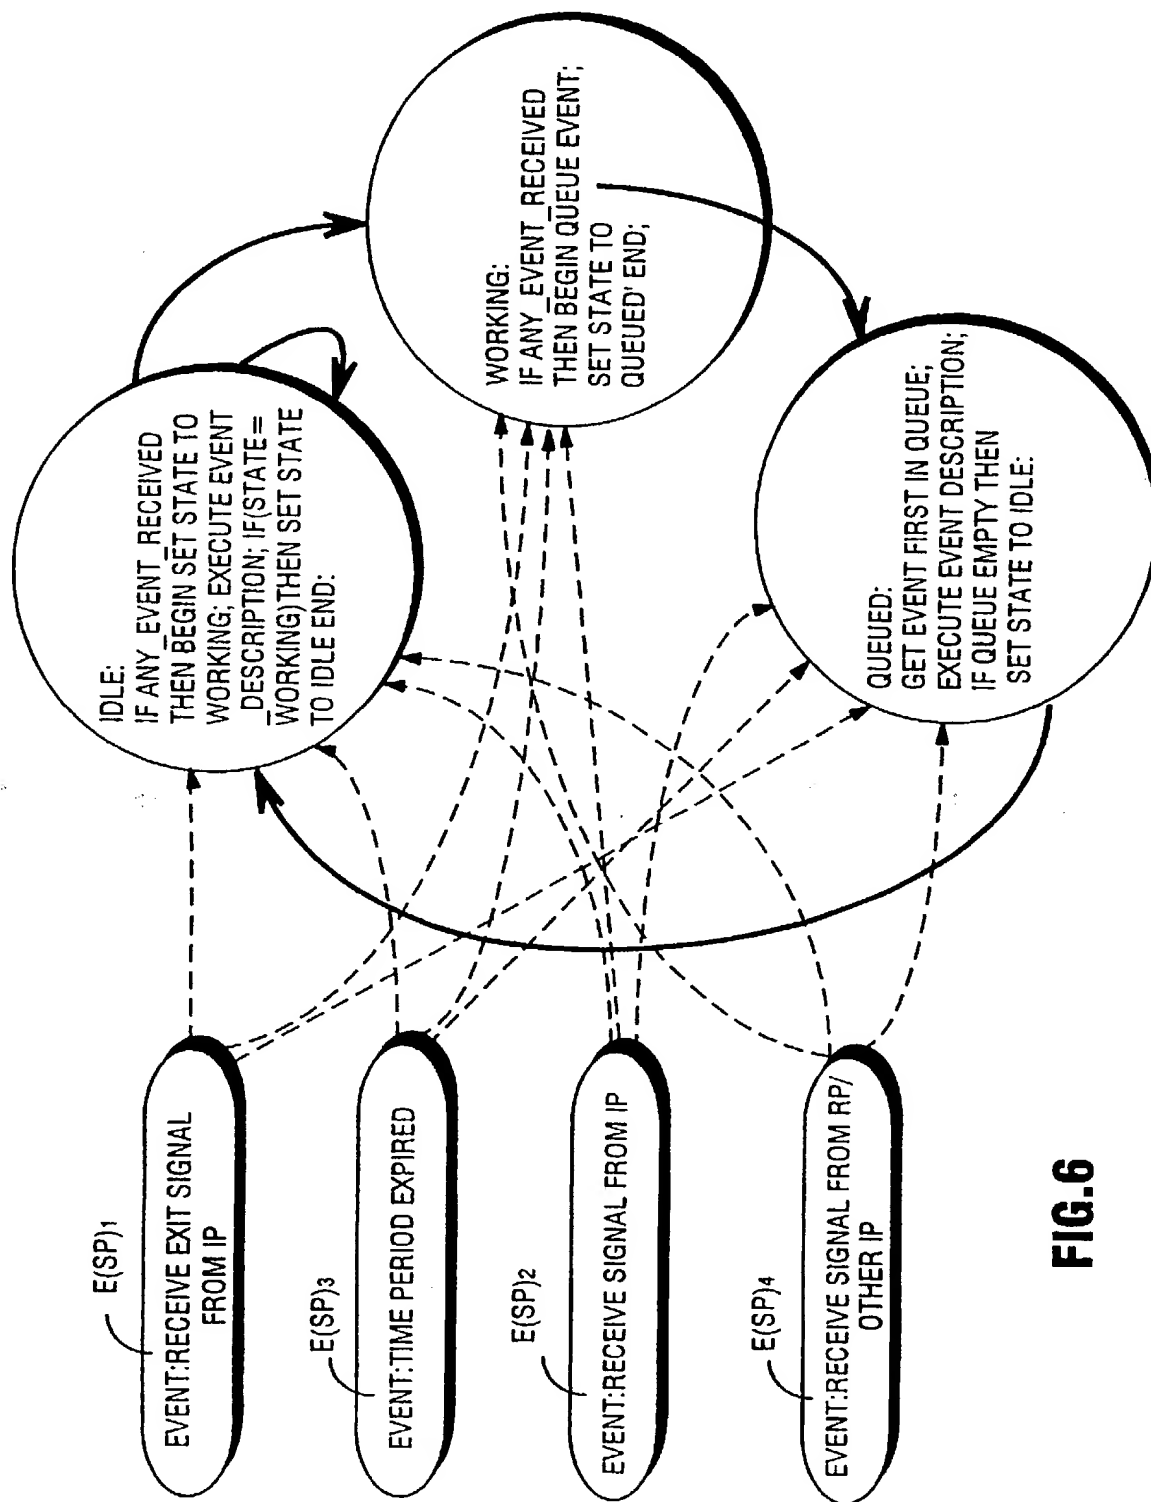 E(SP)1
EVENT:RECEIVE EXIT SIGNAL
FROM IP
E(SP)3
EVENT:TIME PERIOD EXPIRED
E(SP)2
EVENT:RECEIVE SIGNAL FROM IP
E(SP)4
EVENT:RECEIVE SIGNAL FROM RP/
OTHER IP
IDLE:
IF ANY_EVENT_RECEIVED
THEN BEGIN SET STATE TO
WORKING; EXECUTE EVENT
_DESCRIPTION; IF(STATE=
WORKING)THEN SET STATE
TO IDLE END:
WORKING:
IF ANY_EVENT_RECEIVED
THEN BEGIN QUEUE EVENT;
SET STATE TO
QUEUED' END;
QUEUED:
GET EVENT FIRST IN QUEUE;
EXECUTE EVENT DESCRIPTION;
IF QUEUE EMPTY THEN
SET STATE TO IDLE:
FIG.6